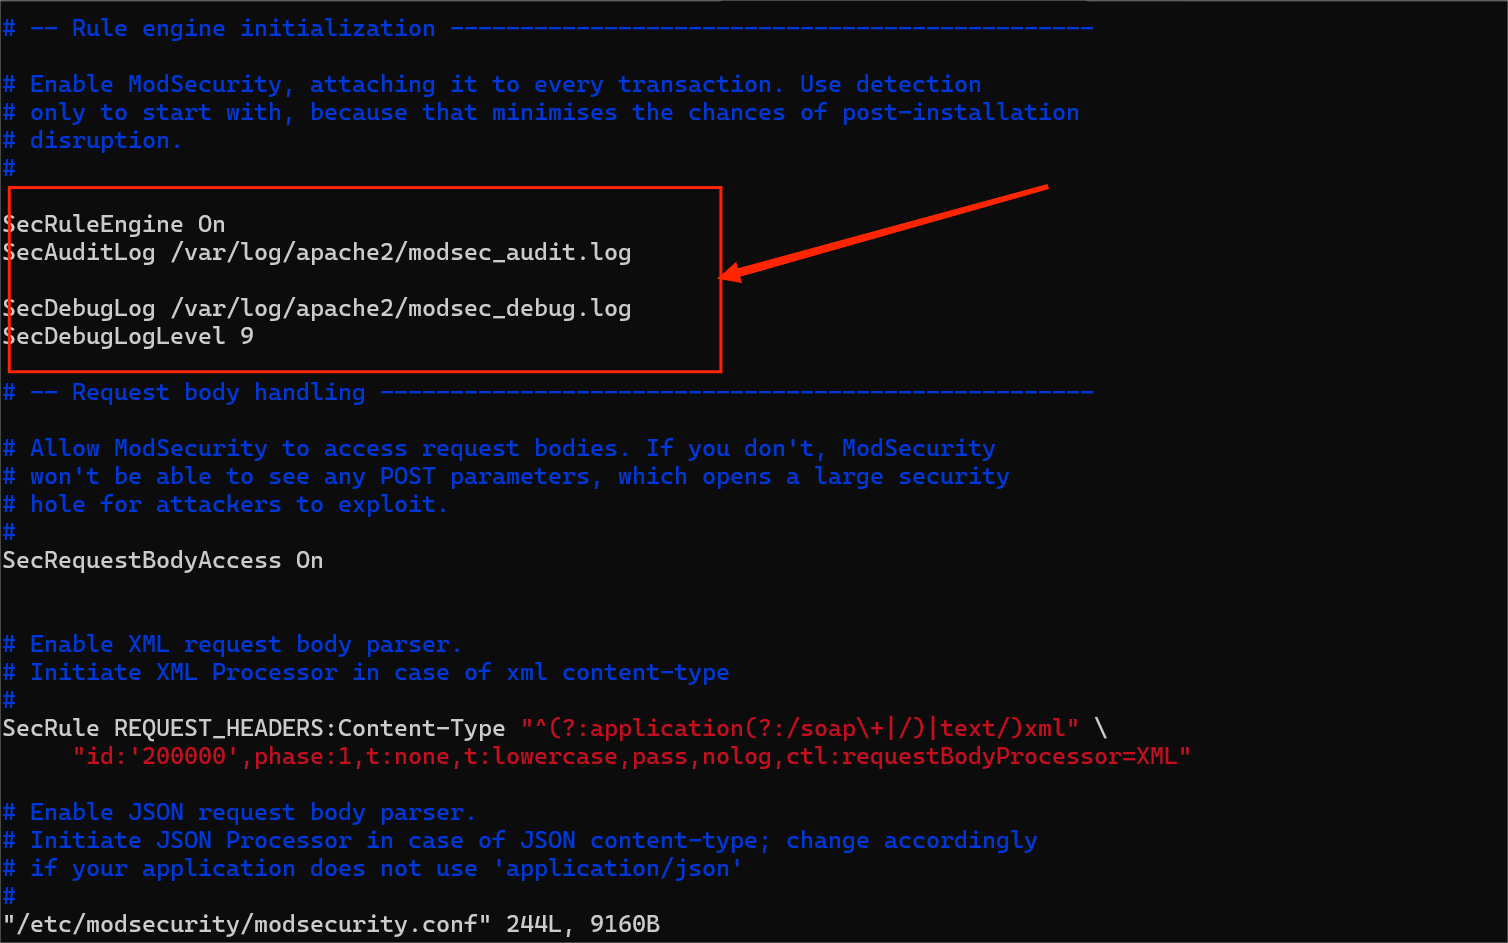 # -- Rule engine initialization ----------------------------------------------
# Enable ModSecurity, attaching it to every transaction. Use detection
# only to start with, because that minimises the chances of post-installation
# disruption.
#
SecRuleEngine On
SecAuditLog /var/log/apache2/modsec_audit.log
SecDebugLog /var/log/apache2/modsec_debug.log
SecDebugLogLevel 9
# -- Request body handling ---------------------------------------------------
# Allow ModSecurity to access request bodies. If you don't, ModSecurity
# won't be able to see any POST parameters, which opens a large security
# hole for attackers to exploit.
#
SecRequestBodyAccess On
# Enable XML request body parser.
# Initiate XML Processor in case of xml content-type
#
SecRule REQUEST_HEADERS:Content-Type "^(?:application(?:/soap\+|/)|text/)xml" \
"id:'200000',phase:1,t:none,t:lowercase,pass,nolog,ctl:requestBodyProcessor=XML"
# Enable JSON request body parser.
# Initiate JSON Processor in case of JSON content-type; change accordingly
# if your application does not use 'application/json'
#
"/etc/modsecurity/modsecurity.conf" 244L, 9160B